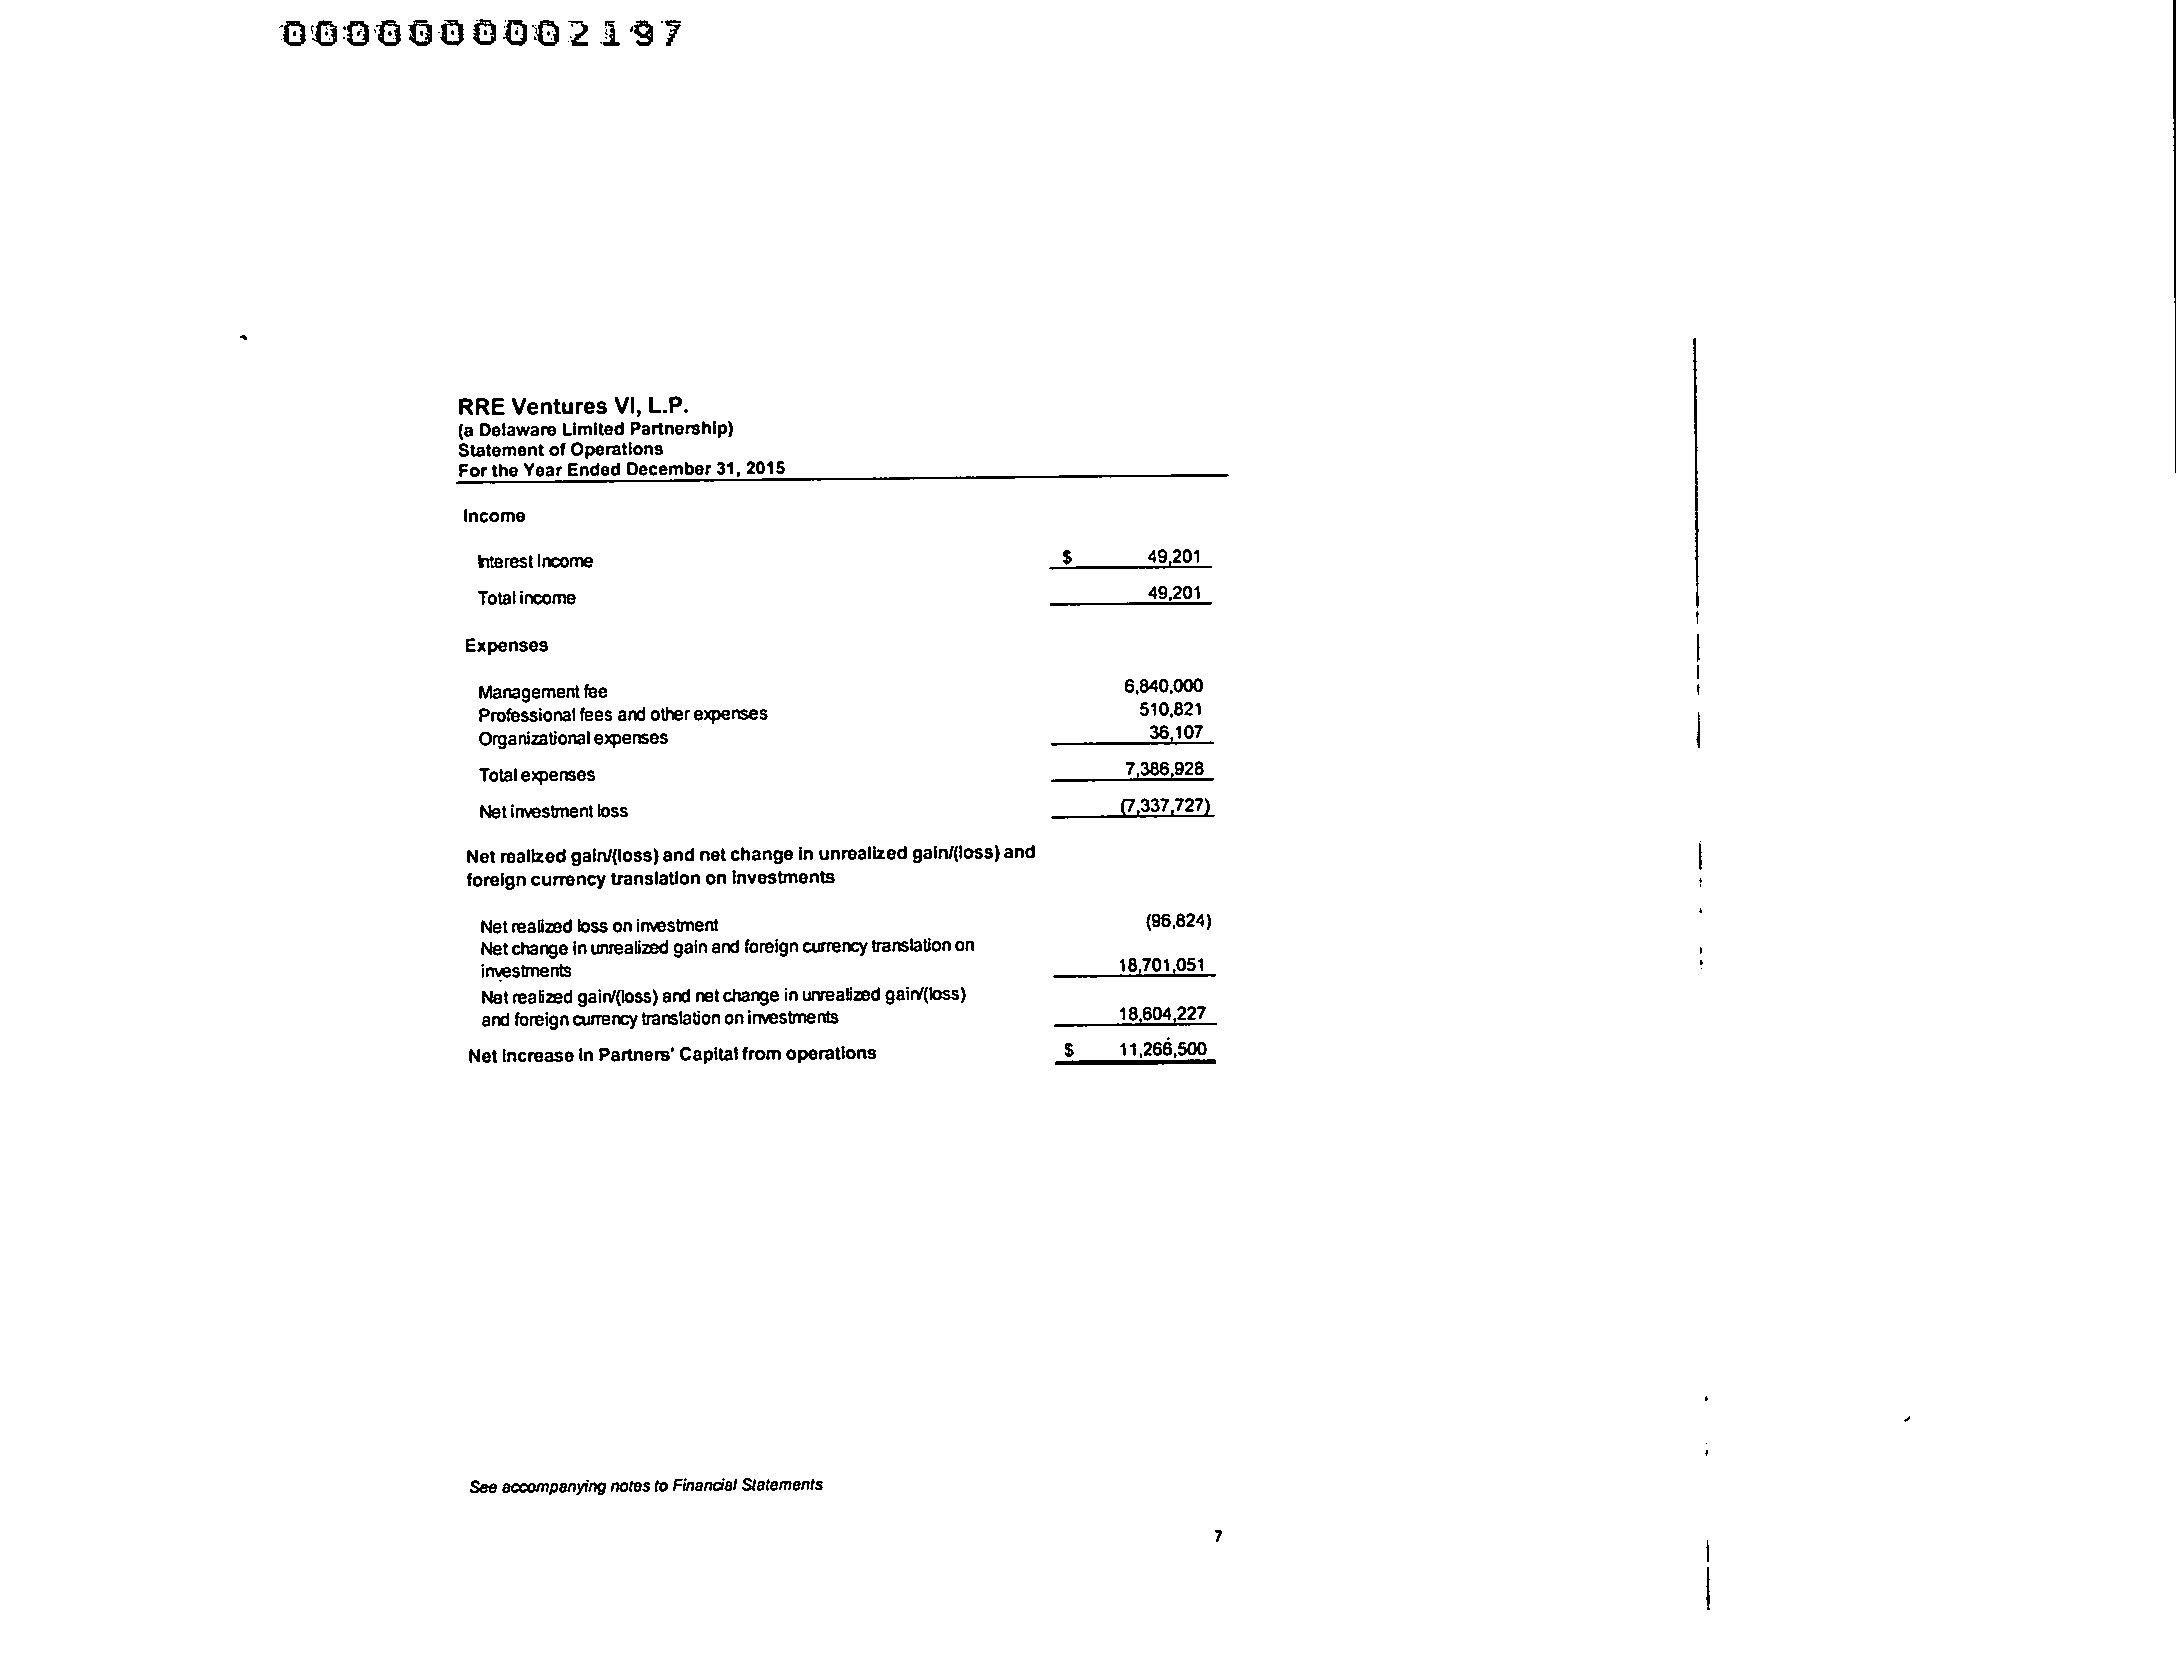 0000000002197
RRE Ventures VI, L.P.
(a Delaware Limited Partnership)
Statement of Operations
For the Year Ended December 31, 2015
Income
Interest Income $ 49,201
Total income 49,201
Expenses
Management fee 6,840,000
Professional fees and other expenses 510,821
Organizational expenses 36,107
Total expenses 7,386,928
Net investment loss (7,337,727)
Net realized gain/(loss) and net change in unrealized gain/(loss) and
foreign currency translation on investments
Net realized loss on investment (96,824)
Net change in unrealized gain and foreign currency translation on
investments 18,701,051
Net realized gain/(loss) and net change in unrealized gain/(loss)
and foreign currency translation on investments 18,604,227
Net increase in Partners' Capital from operations $ 11,266,500
See accompanying notes to Financial Statements
7